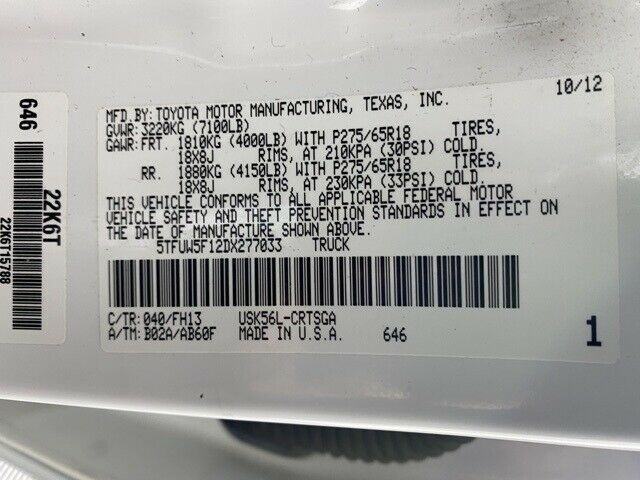 10/12
MFD. BY: TOYOTA MOTOR MANUFACTURING, TEXAS, INC.
GVWR: 3220KG (7100LB)
GAWR: FRT. 1810KG (4000LB) WITH P275/65R18 TIRES,
18X8J RIMS, AT 210KPA (30PSI) COLD.
RR. 1880KG (4150LB) WITH P275/65R18 TIRES,
18X8J RIMS, AT 230KPA (33PSI) COLD.
THIS VEHICLE CONFORMS TO ALL APPLICABLE FEDERAL MOTOR
VEHICLE SAFETY AND THEFT PREVENTION STANDARDS IN EFFECT ON
THE DATE OF MANUFACTURE SHOWN ABOVE.
5TFUW5F12DX277033 TRUCK
C/TR: 040/FH13 USK56L-CRTSGA
A/TM: B02A/AB60F MADE IN U.S.A. 646
1
646
22K6T
22K6T15788